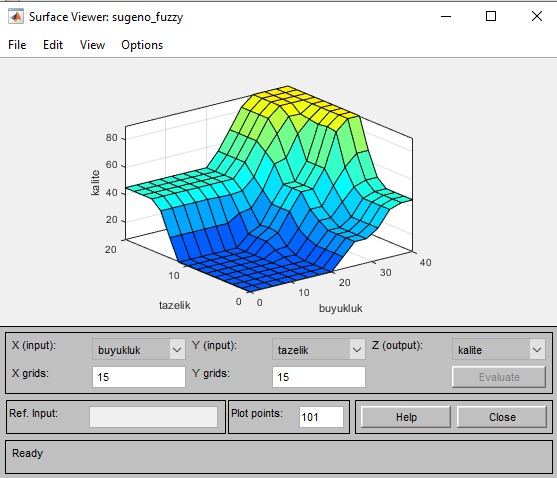 Surface Viewer: sugeno_fuzzy
File Edit View Options
80
60
40
20
kalite
20
10
0
tazelik
0
10
20
30
40
buyukluk
X (input): buyukluk Y (input): tazelik Z (output): kalite
X grids: 15 Y grids: 15 Evaluate
Ref. Input: Plot points: 101 Help Close
Ready